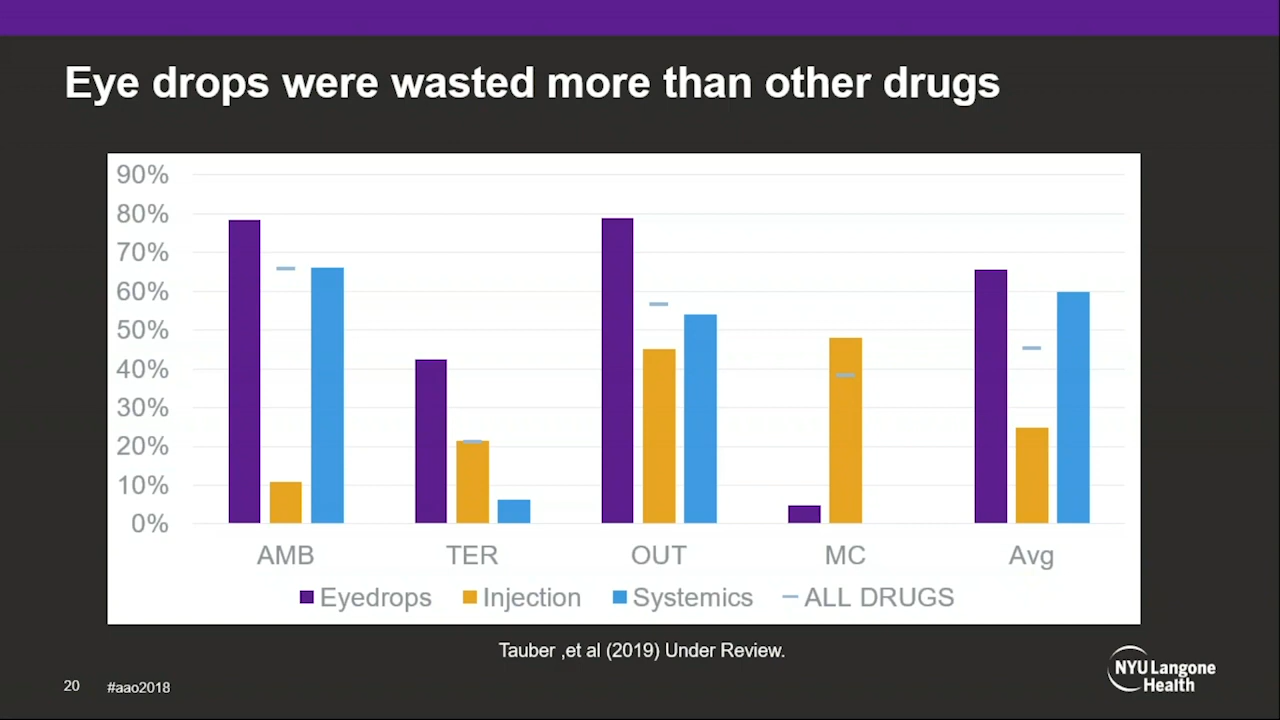 Eye drops were wasted more than other drugs
90%
80%
70%
60%
50%
40%
30%
20%
10%
0%
AMB TER OUT MC Avg
Eyedrops Injection Systemics ALL DRUGS
Tauber ,et al (2019) Under Review.
20 #aao2018
NYU Langone
Health